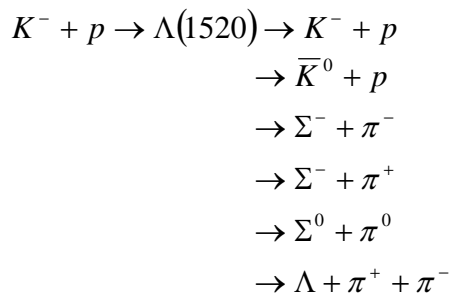 K⁻ + p → Λ(1520) → K⁻ + p
→ K̅⁰ + p
→ Σ⁻ + π⁻
→ Σ⁻ + π⁺
→ Σ⁰ + π⁰
→ Λ + π⁺ + π⁻